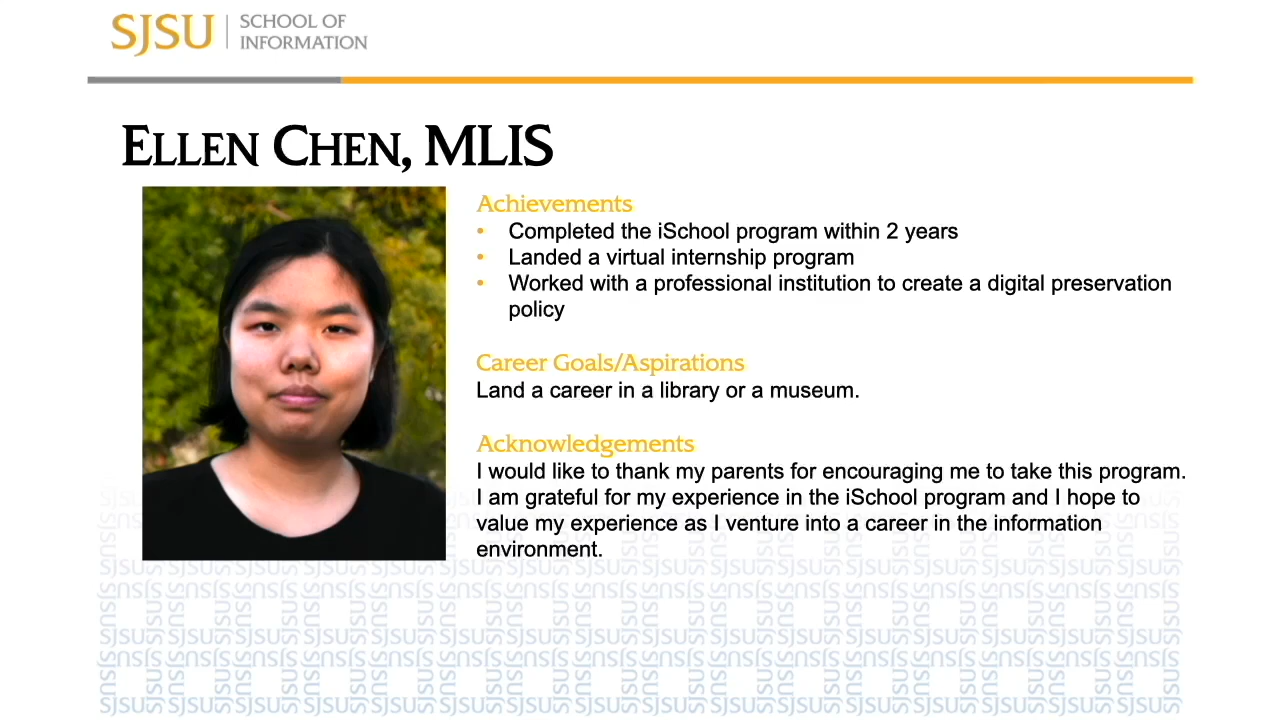 SJSU SCHOOL OF
INFORMATION
ELLEN CHEN, MLIS
Achievements
• Completed the iSchool program within 2 years
• Landed a virtual internship program
• Worked with a professional institution to create a digital preservation
policy
Career Goals/Aspirations
Land a career in a library or a museum.
Acknowledgements
I would like to thank my parents for encouraging me to take this program.
I am grateful for my experience in the iSchool program and I hope to
value my experience as I venture into a career in the information
environment.